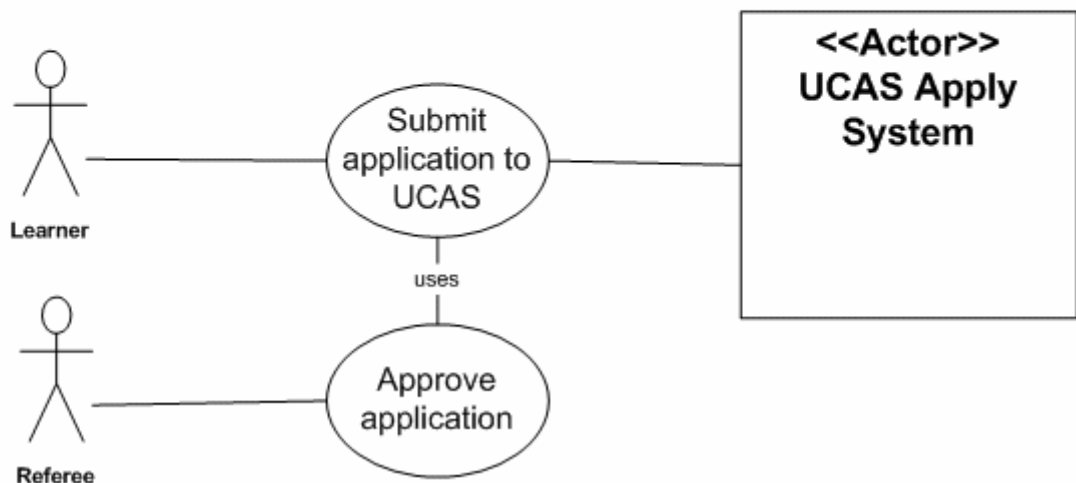 <<Actor>>
UCAS Apply
System
Submit
application to
UCAS
Learner
uses
Approve
application
Referee